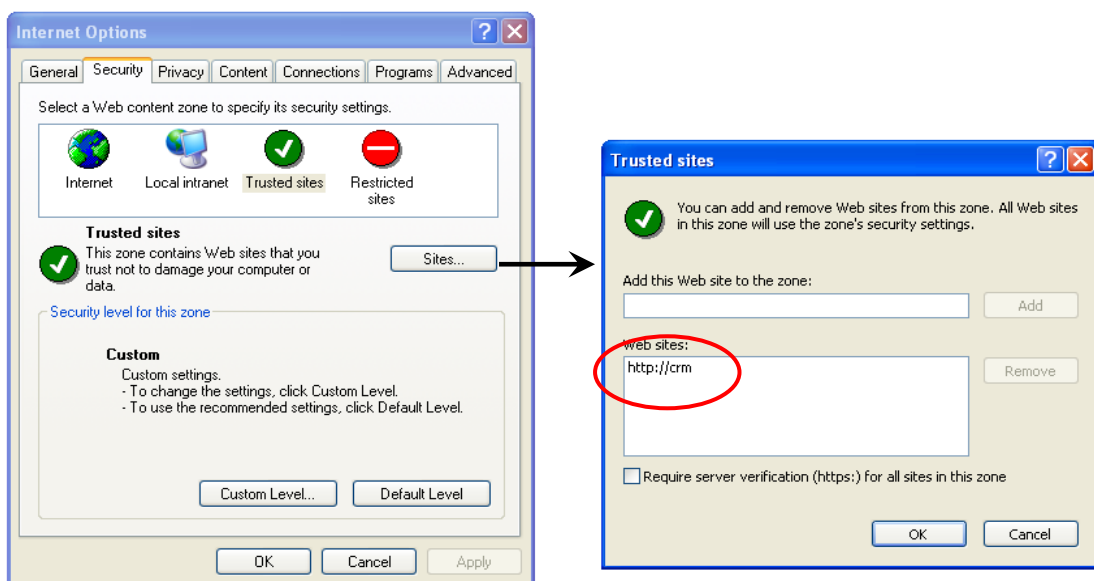 Internet Options
General Security Privacy Content Connections Programs Advanced
Select a Web content zone to specify its security settings.
Internet Local intranet Trusted sites Restricted
sites
Trusted sites
This zone contains Web sites that you
trust not to damage your computer or
data.
Sites...
Security level for this zone
Custom
Custom settings.
- To change the settings, click Custom Level.
- To use the recommended settings, click Default Level.
Custom Level... Default Level
OK Cancel Apply
Trusted sites
You can add and remove Web sites from this zone. All Web sites
in this zone will use the zone's security settings.
Add this Web site to the zone:
Add
Web sites:
http://crm
Remove
Require server verification (https:) for all sites in this zone
OK Cancel